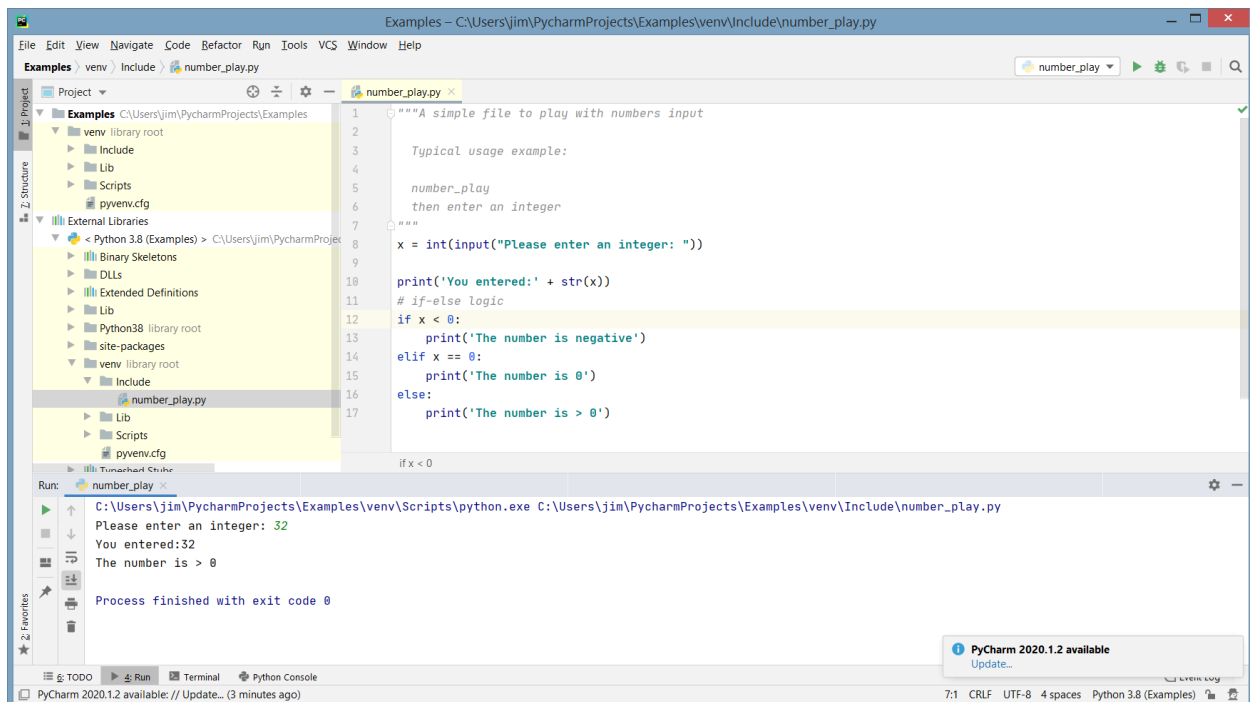 PC
Examples – C:\Users\jim\PycharmProjects\Examples\venv\Include\number_play.py
File Edit View Navigate Code Refactor Run Tools VCS Window Help
Examples venv Include number_play.py
number_play
1: Project
Project
number_play.py
Examples C:\Users\jim\PycharmProjects\Examples
venv library root
Include
Lib
Scripts
pyvenv.cfg
External Libraries
< Python 3.8 (Examples) > C:\Users\jim\PycharmProjec
Binary Skeletons
DLLs
Extended Definitions
Lib
Python38 library root
site-packages
venv library root
Include
number_play.py
Lib
Scripts
pyvenv.cfg
Typeshed Stubs
Z: Structure
1 """A simple file to play with numbers input
2
3 Typical usage example:
4
5 number_play
6 then enter an integer
7 """
8 x = int(input("Please enter an integer: "))
9
10 print('You entered:' + str(x))
11 # if-else logic
12 if x < 0:
13 print('The number is negative')
14 elif x == 0:
15 print('The number is 0')
16 else:
17 print('The number is > 0')
if x < 0
Run: number_play
C:\Users\jim\PycharmProjects\Examples\venv\Scripts\python.exe C:\Users\jim\PycharmProjects\Examples\venv\Include\number_play.py
Please enter an integer: 32
You entered:32
The number is > 0
Process finished with exit code 0
2: Favorites
PyCharm 2020.1.2 available
Update...
6: TODO 4: Run Terminal Python Console Event Log
PyCharm 2020.1.2 available: // Update... (3 minutes ago) 7:1 CRLF UTF-8 4 spaces Python 3.8 (Examples)